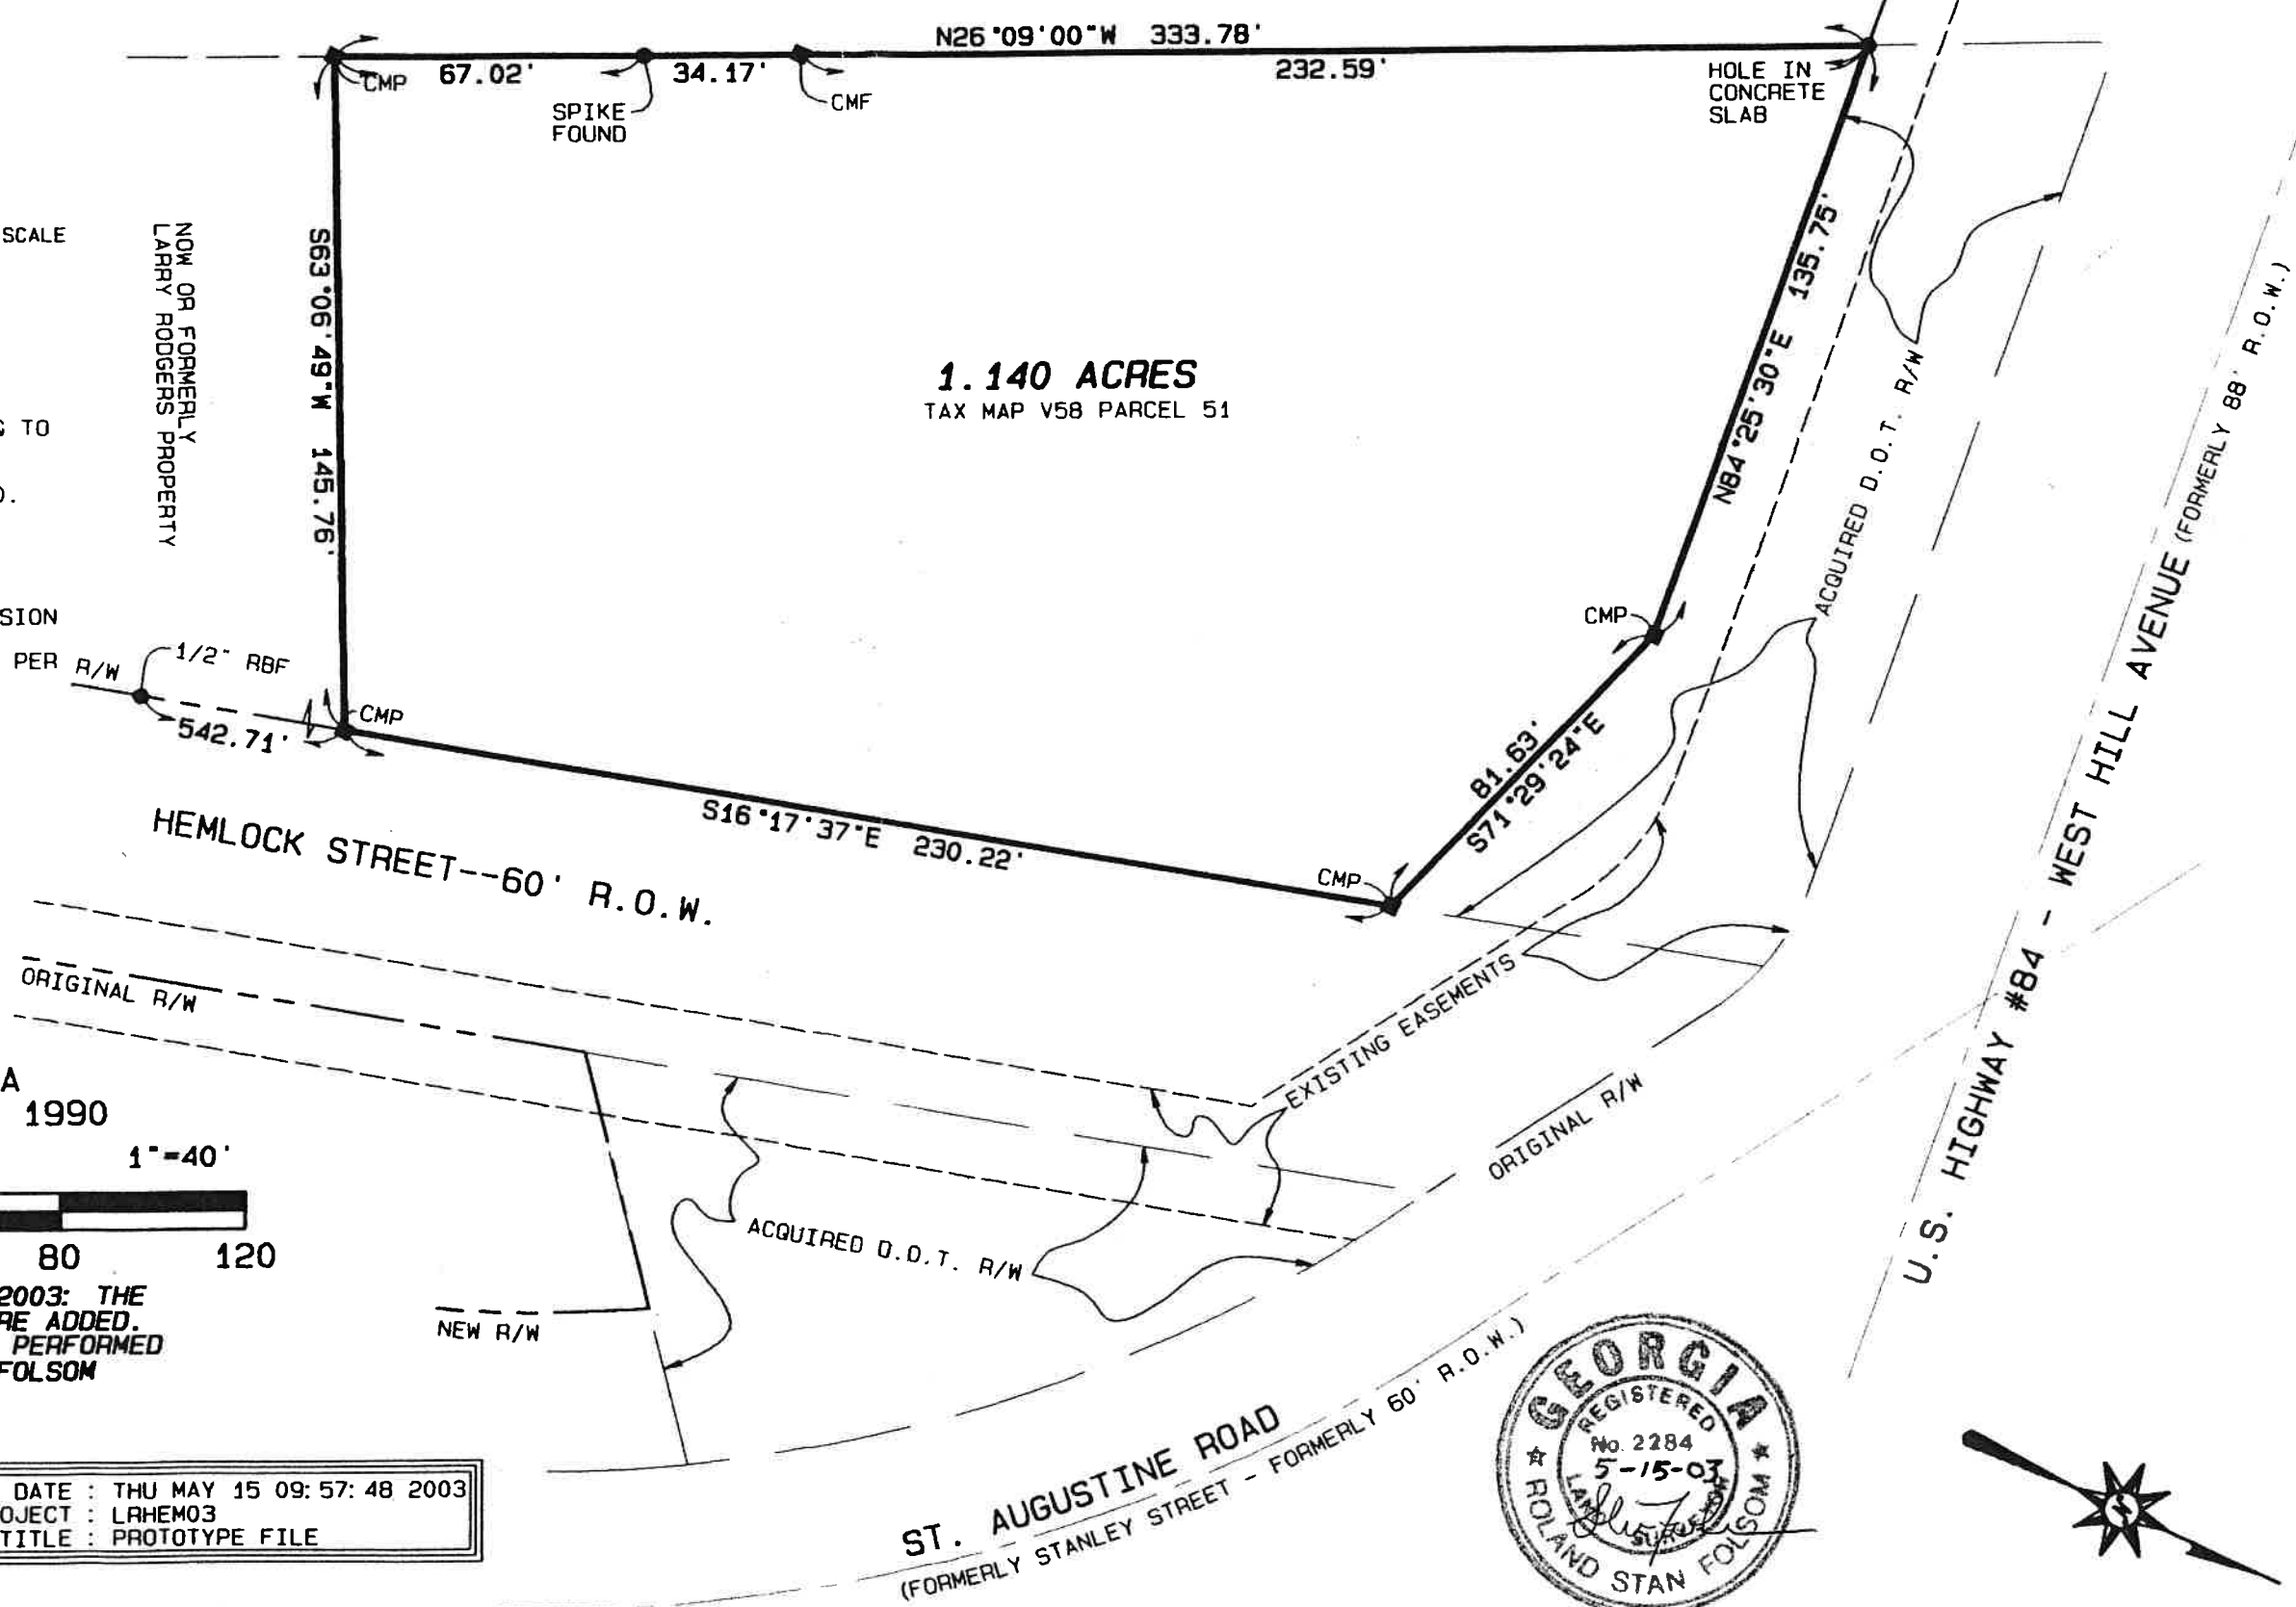 N26°09'00"W 333.78'
67.02'
34.17'
232.59'
CMP
SPIKE
FOUND
CMF
HOLE IN
CONCRETE
SLAB
SCALE
NOW OR FORMERLY
LARRY RODGERS PROPERTY
S63°06'49"W 145.76'
1.140 ACRES
TAX MAP V58 PARCEL 51
N84°25'30"E 135.75'
ACQUIRED D.O.T. R/W
TO
SION
PER R/W
1/2" RBF
CMP
542.71'
CMP
81.63'
S71°29'24"E
S16°17'37"E 230.22'
CMP
HEMLOCK STREET--60' R.O.W.
U.S. HIGHWAY #84 - WEST HILL AVENUE (FORMERLY 88' R.O.W.)
ORIGINAL R/W
EXISTING EASEMENTS
ORIGINAL R/W
A
1990
1"=40'
80 120
2003: THE
RE ADDED.
PERFORMED
FOLSOM
ACQUIRED D.O.T. R/W
NEW R/W
ST. AUGUSTINE ROAD
(FORMERLY STANLEY STREET - FORMERLY 60' R.O.W.)
GEORGIA
REGISTERED
No. 2284
5-15-03
LAND SURVEYOR
ROLAND STAN FOLSOM
DATE : THU MAY 15 09:57:48 2003
OJECT : LRHEM03
TITLE : PROTOTYPE FILE